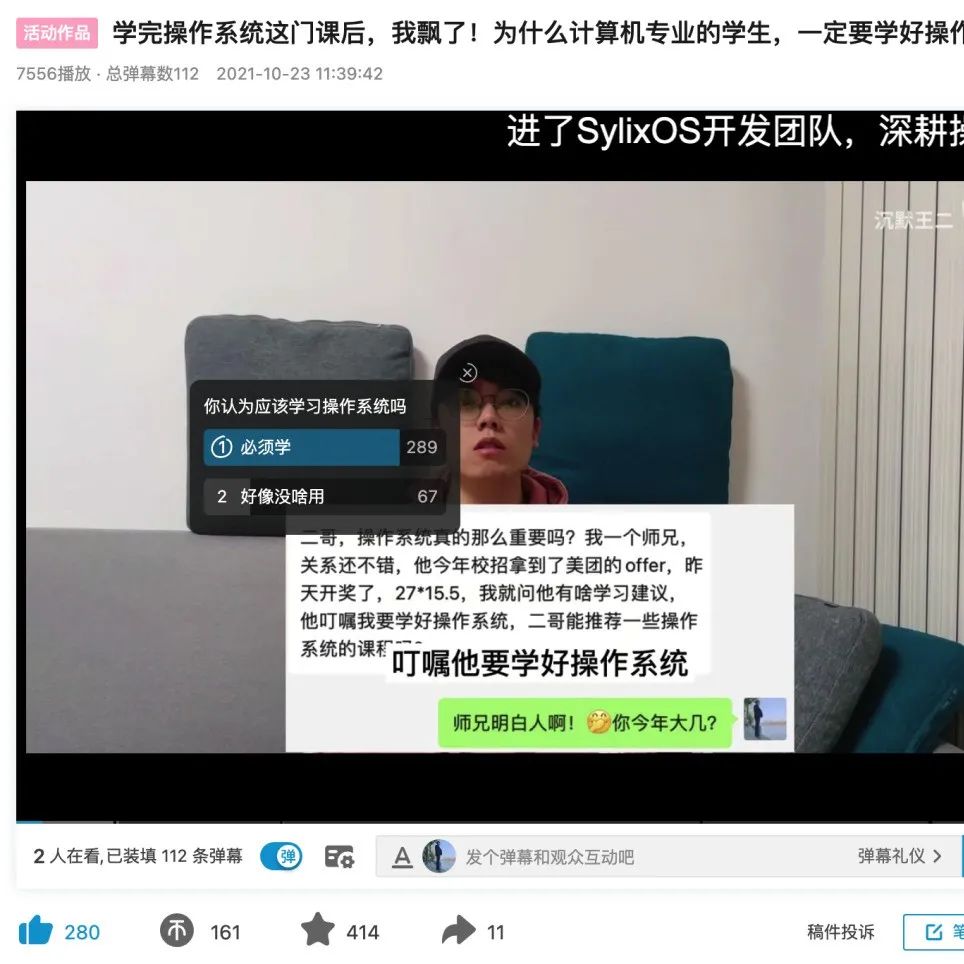 活动作品 学完操作系统这门课后，我飘了！为什么计算机专业的学生，一定要学好操作
7556播放 · 总弹幕数112 2021-10-23 11:39:42
进了SylixOS开发团队，深耕操
沉默王二
你认为应该学习操作系统吗
1 必须学 289
2 好像没啥用 67
二哥，操作系统真的那么重要吗？我一个师兄，
关系还不错，他今年校招拿到了美团的offer，昨
天开奖了，27*15.5，我就问他有啥学习建议，
他叮嘱我要学好操作系统，二哥能推荐一些操作
系统的课程吗？
叮嘱他要学好操作系统
师兄明白人啊！🤭你今年大几？
2 人在看,已装填 112 条弹幕 弹 A 发个弹幕和观众互动吧 弹幕礼仪 >
280 161 414 11 稿件投诉 笔